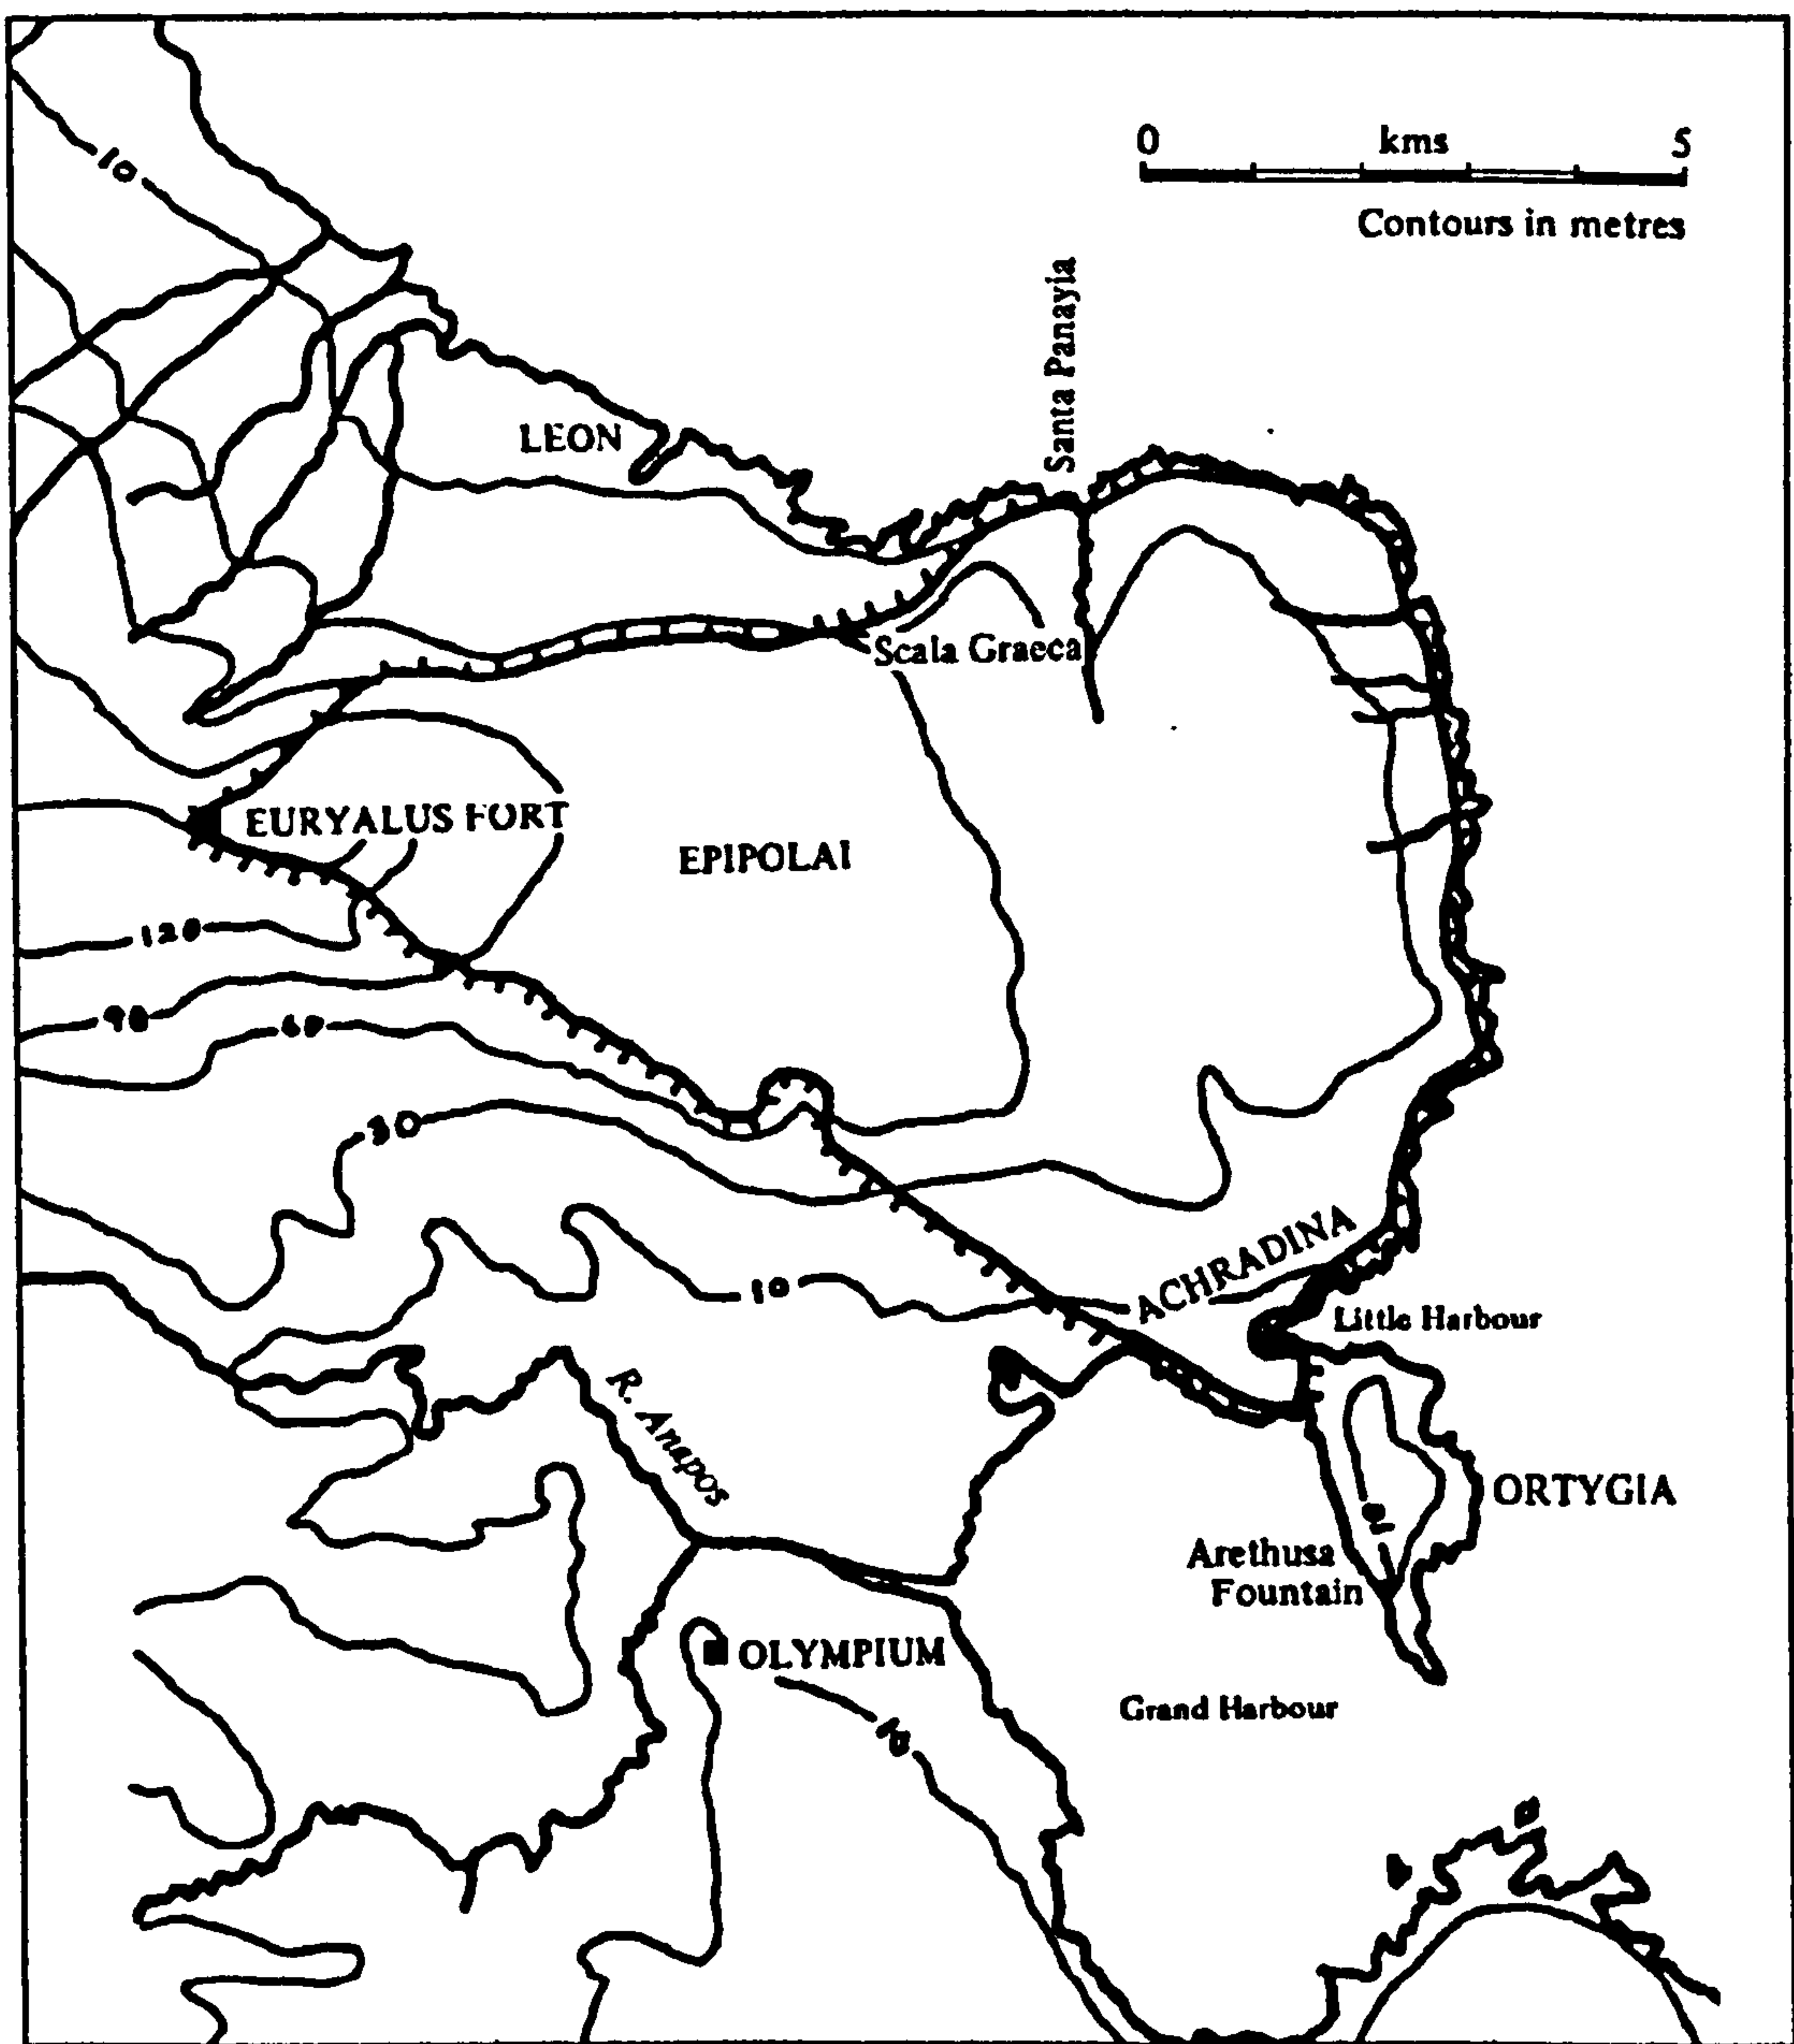 0 kms 5
Contours in metres
10
Santa Panayia
LEON
Scala Graeca
EURYALUS FORT
EPIPOLAI
120
90
60
30
ACHRADINA
10
Little Harbour
R. Anapos
ORTYGIA
10
Arethusa
Fountain
OLYMPIUM
Grand Harbour
10